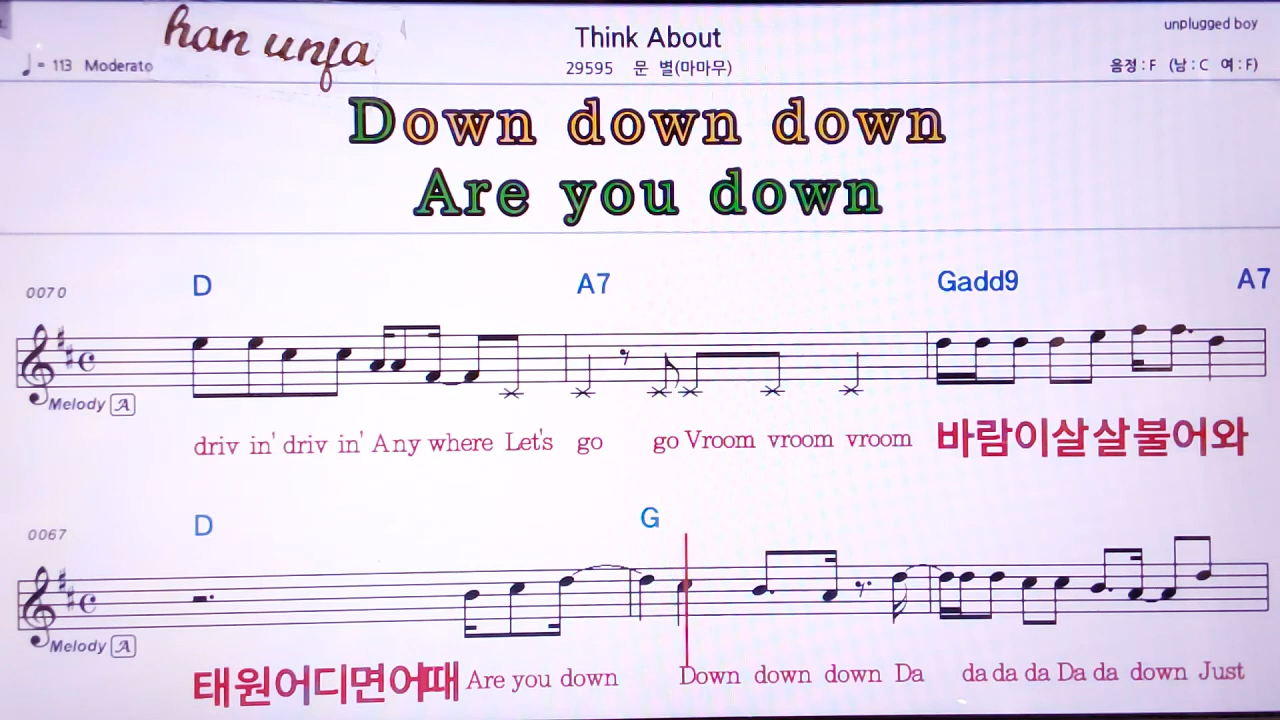 han unfa
Think About
unplugged boy
♩= 113 Moderato
29595 문 별(마마무)
음정 : F (남 : C 여 : F)
Down down down
Are you down
0070
D A7 Gadd9 A7
Melody A
driv in' driv in' Any where Let's go go Vroom vroom vroom 바람이살살불어와
0067
D G
Melody A
태원어디면어때 Are you down Down down down Da da da da Da da down Just